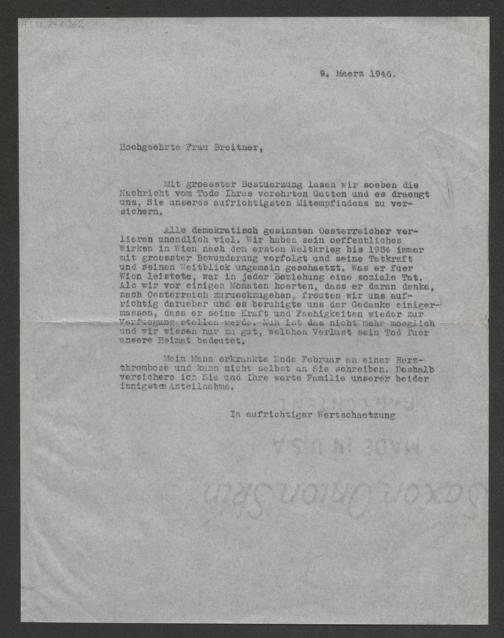 9. Maerz 1946.
Hochgeehrte Frau Breitner,
Mit groesster Bestuerzung lasen wir soeben die
Nachricht vom Tode Ihres verehrten Gatten und es draengt
uns, Sie unseres aufrichtigsten Mitempfindens zu ver-
sichern.
Alle demokratisch gesinnten Oesterreicher ver-
lieren unendlich viel. Wir haben sein oeffentliches
Wirken in Wien nach dem ersten Weltkrieg bis 1934 immer
mit groesster Bewunderung verfolgt und seine Tatkraft
und seinen Weitblick ungemein geschaetzt. Was er fuer
Wien leistete, war in jeder Beziehung eine soziale Tat.
Als wir vor einigen Monaten hoerten, dass er daran denke,
nach Oesterreich zurueckzugehen, freuten wir uns auf-
richtig darueber und es beruhigte uns der Gedanke einiger-
massen, dass er seine Kraft und Faehigkeiten wieder zur
Verfuegung stellen werde. Nun ist das nicht mehr moeglich
und wir wissen nur zu gut, welchen Verlust sein Tod fuer
unsere Heimat bedeutet.
Mein Mann erkrankte Ende Februar an einer Herz-
thrombose und kann nicht selbst an Sie schreiben. Deshalb
versichere ich Sie und Ihre werte Familie unserer beider
innigsten Anteilnahme.
In aufrichtiger Wertschaetzung
MADE IN U.S.A
Saxon Onion Skin